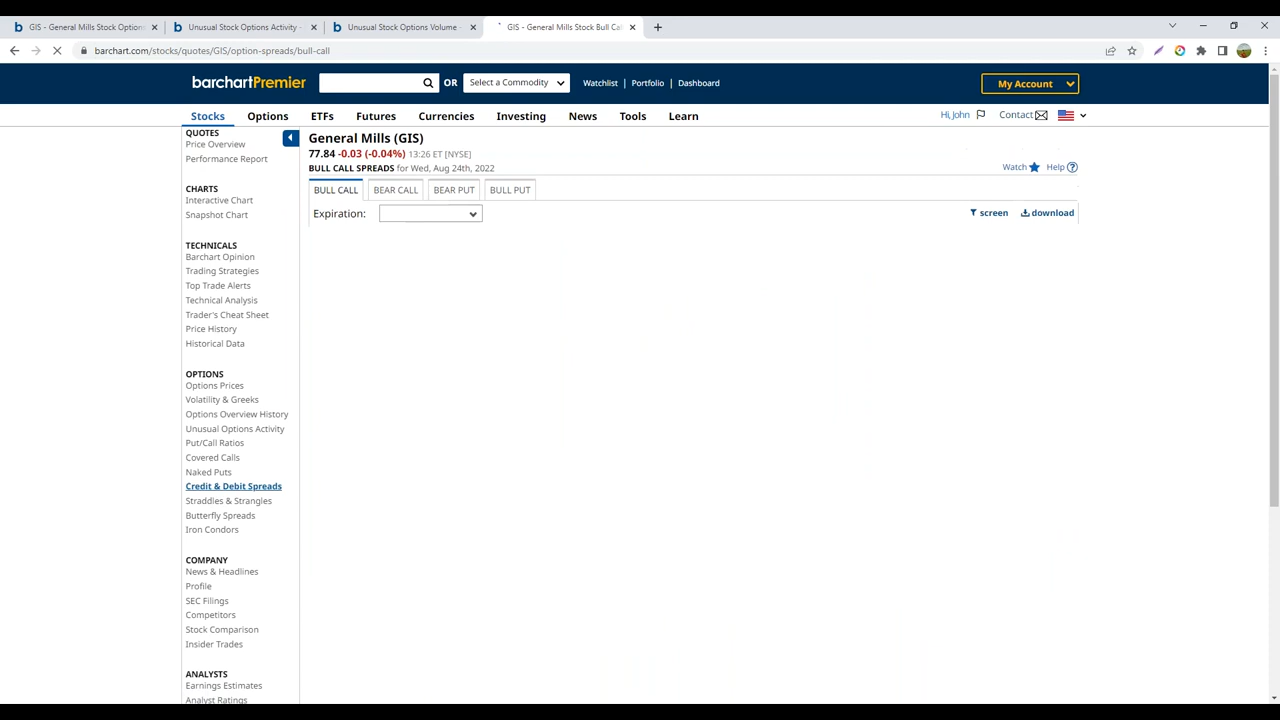 GIS - General Mills Stock Option
Unusual Stock Options Activity -
Unusual Stock Options Volume -
GIS - General Mills Stock Bull Ca
barchart.com/stocks/quotes/GIS/option-spreads/bull-call
barchartPremier
OR
Select a Commodity
Watchlist | Portfolio | Dashboard
My Account
Stocks Options ETFs Futures Currencies Investing News Tools Learn
Hi, John
Contact
QUOTES
Price Overview
Performance Report
CHARTS
Interactive Chart
Snapshot Chart
TECHNICALS
Barchart Opinion
Trading Strategies
Top Trade Alerts
Technical Analysis
Trader's Cheat Sheet
Price History
Historical Data
OPTIONS
Options Prices
Volatility & Greeks
Options Overview History
Unusual Options Activity
Put/Call Ratios
Covered Calls
Naked Puts
Credit & Debit Spreads
Straddles & Strangles
Butterfly Spreads
Iron Condors
COMPANY
News & Headlines
Profile
SEC Filings
Competitors
Stock Comparison
Insider Trades
ANALYSTS
Earnings Estimates
Analyst Ratings
General Mills (GIS)
77.84 -0.03 (-0.04%) 13:26 ET [NYSE]
BULL CALL SPREADS for Wed, Aug 24th, 2022
Watch
Help
BULL CALL
BEAR CALL
BEAR PUT
BULL PUT
Expiration:
screen
download